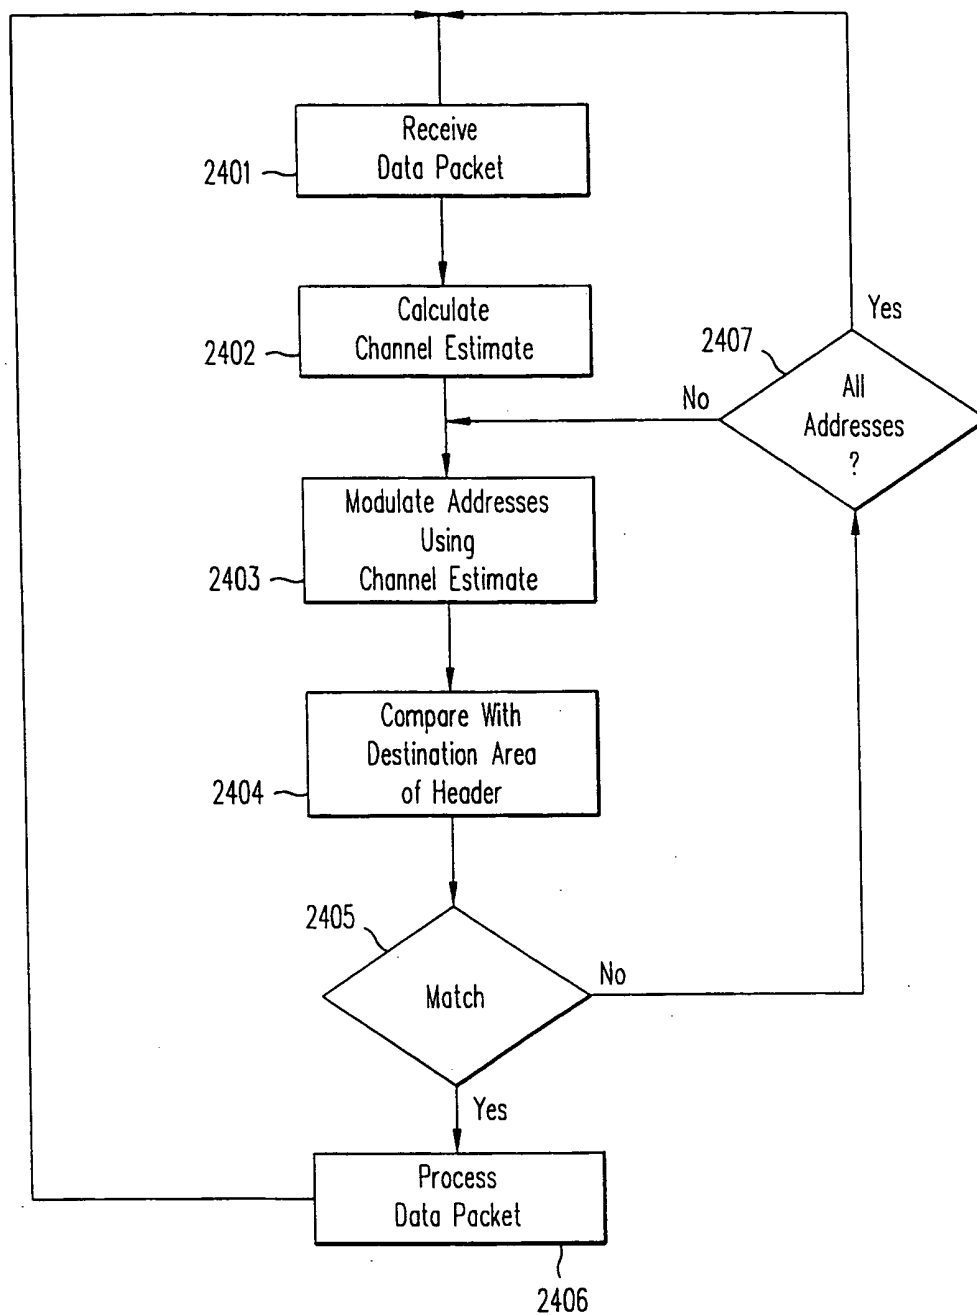 Receive
Data Packet
2401
Calculate
Channel Estimate
2402
Yes
2407
All
Addresses
?
No
Modulate Addresses
Using
Channel Estimate
2403
Compare With
Destination Area
of Header
2404
2405
Match
No
Yes
Process
Data Packet
2406